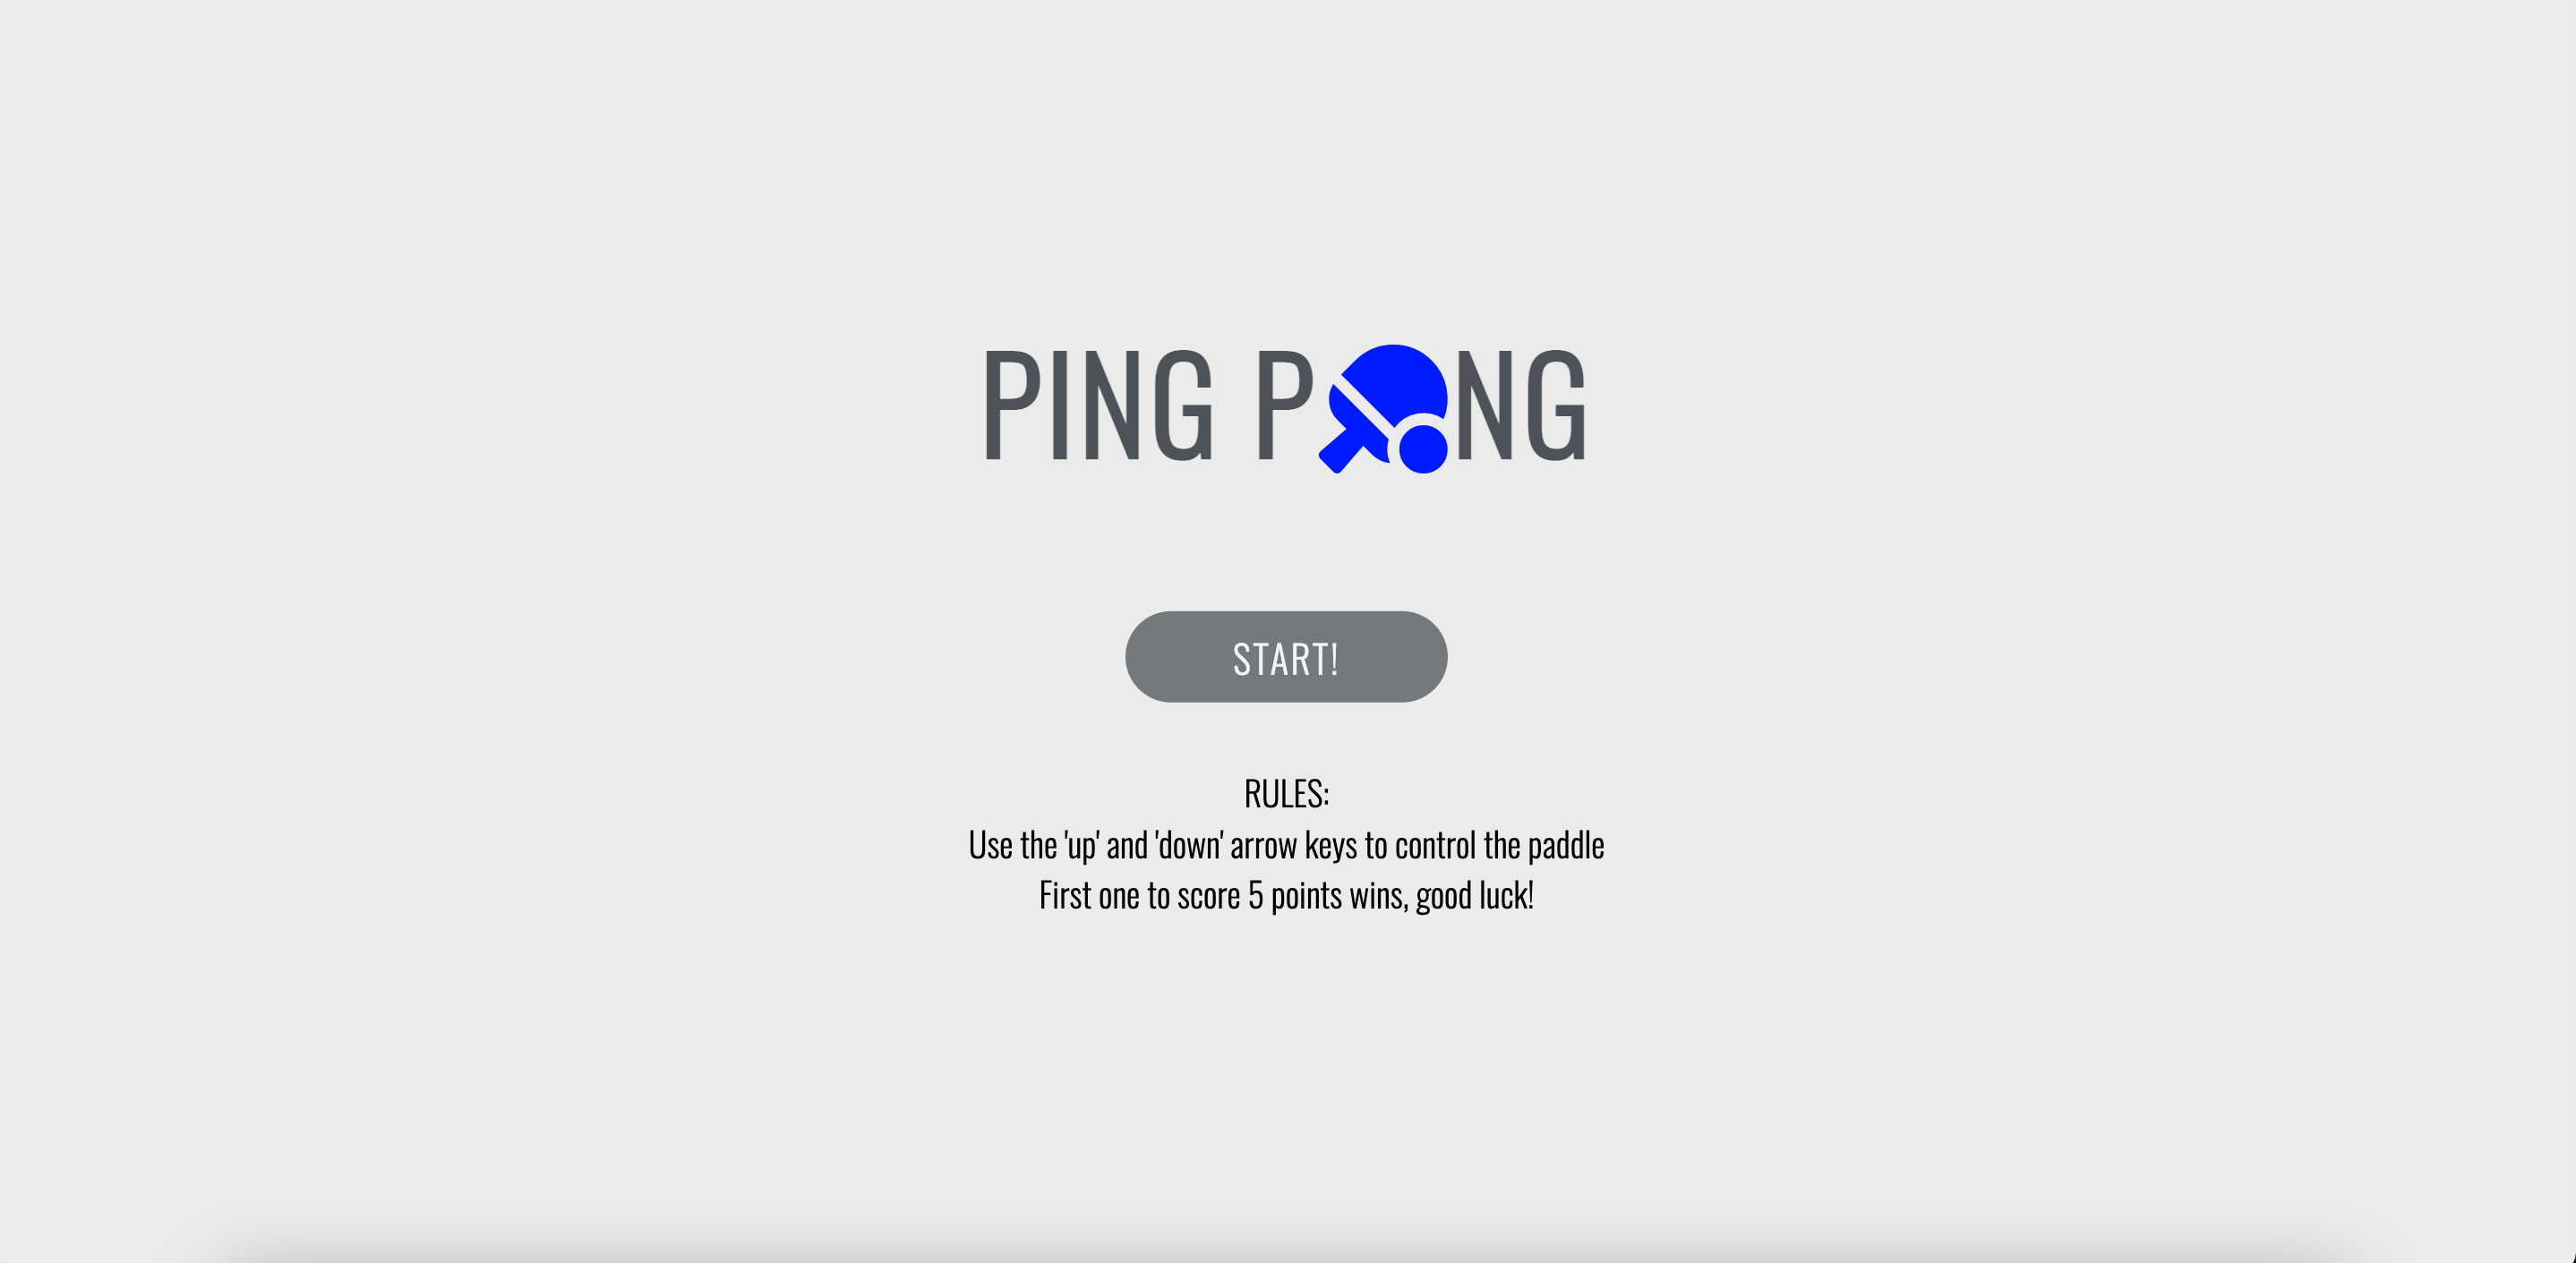 PING PONG
START!
RULES:
Use the 'up' and 'down' arrow keys to control the paddle
First one to score 5 points wins, good luck!